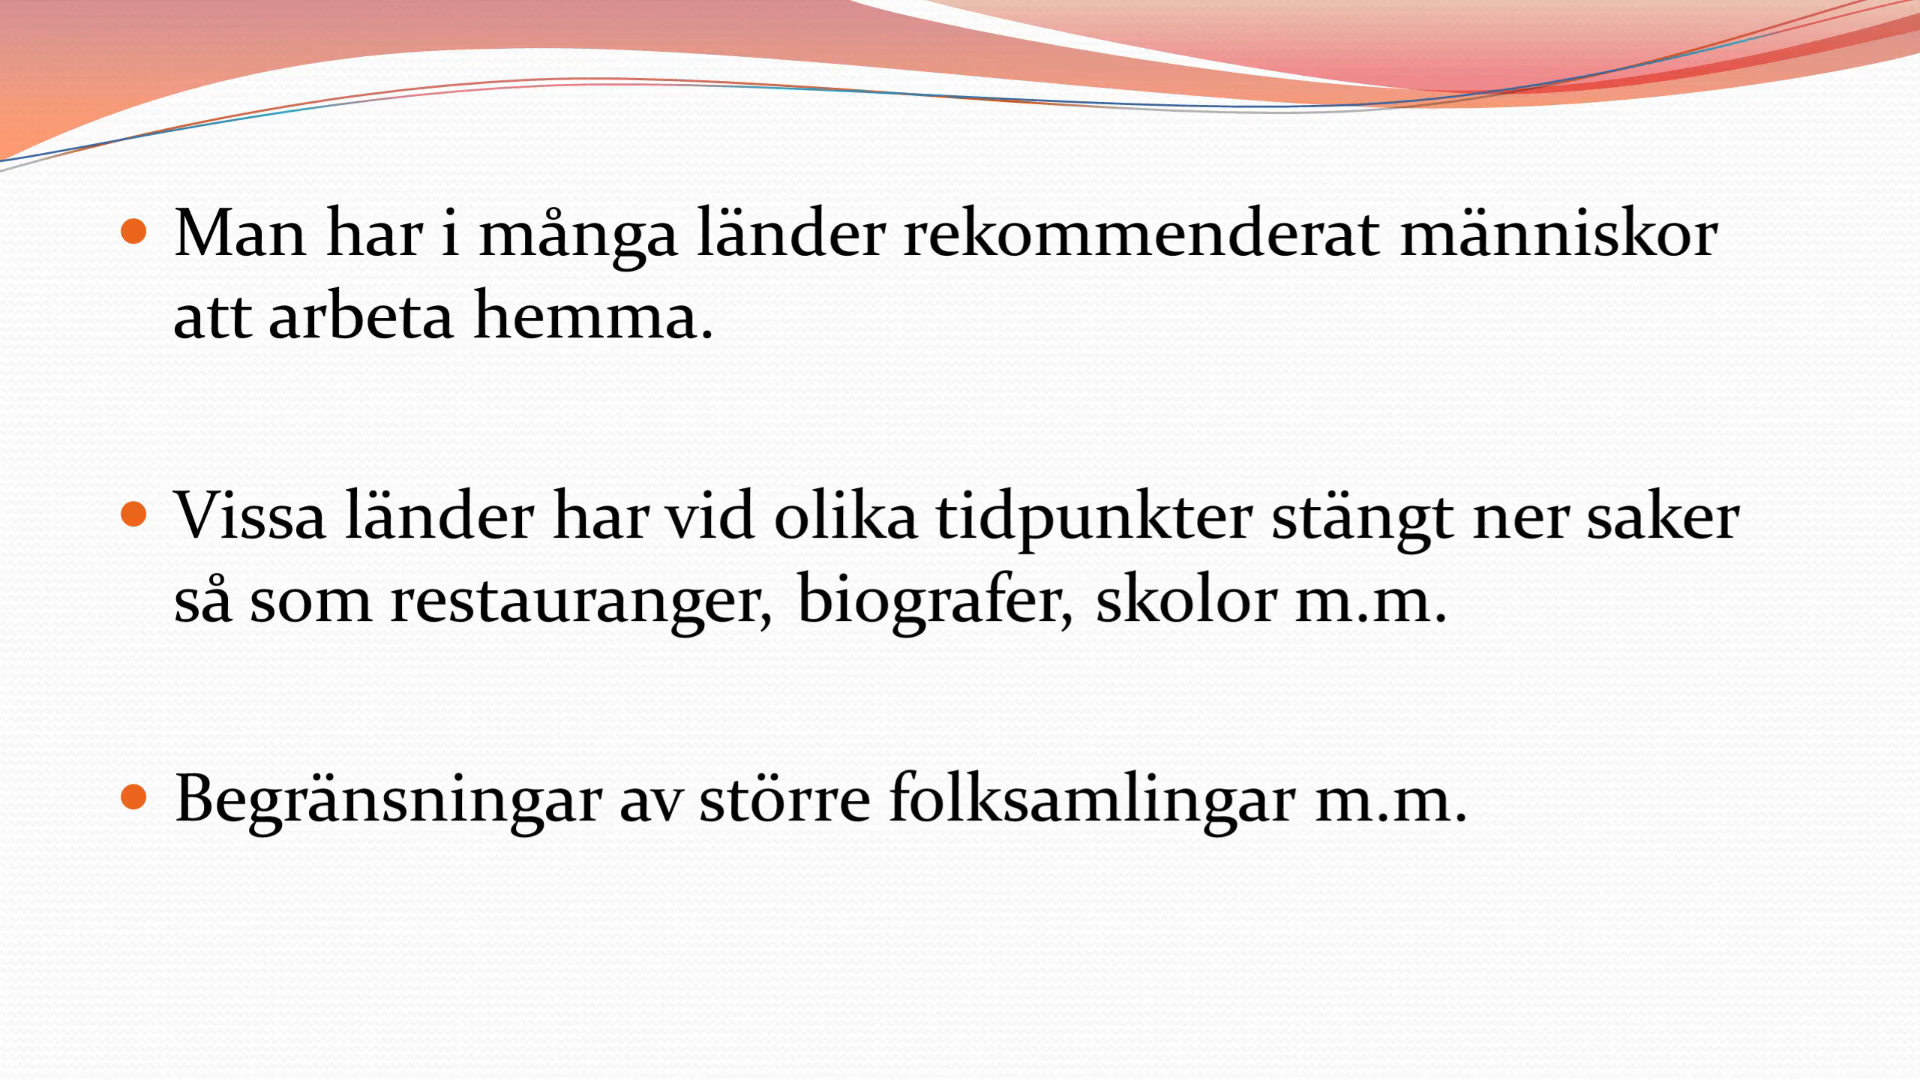 • Man har i många länder rekommenderat människor
att arbeta hemma.
• Vissa länder har vid olika tidpunkter stängt ner saker
så som restauranger, biografer, skolor m.m.
• Begränsningar av större folksamlingar m.m.